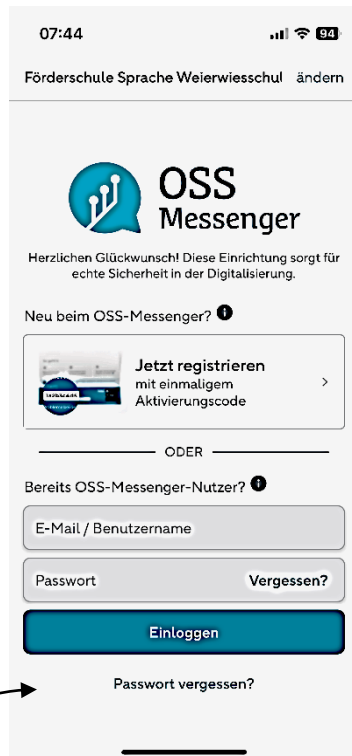 07:44 94
Förderschule Sprache Weierwiesschul ändern
OSS
Messenger
Herzlichen Glückwunsch! Diese Einrichtung sorgt für
echte Sicherheit in der Digitalisierung.
Neu beim OSS-Messenger?
Jetzt registrieren
mit einmaligem
Aktivierungscode
ODER
Bereits OSS-Messenger-Nutzer?
E-Mail / Benutzername
Passwort Vergessen?
Einloggen
Passwort vergessen?